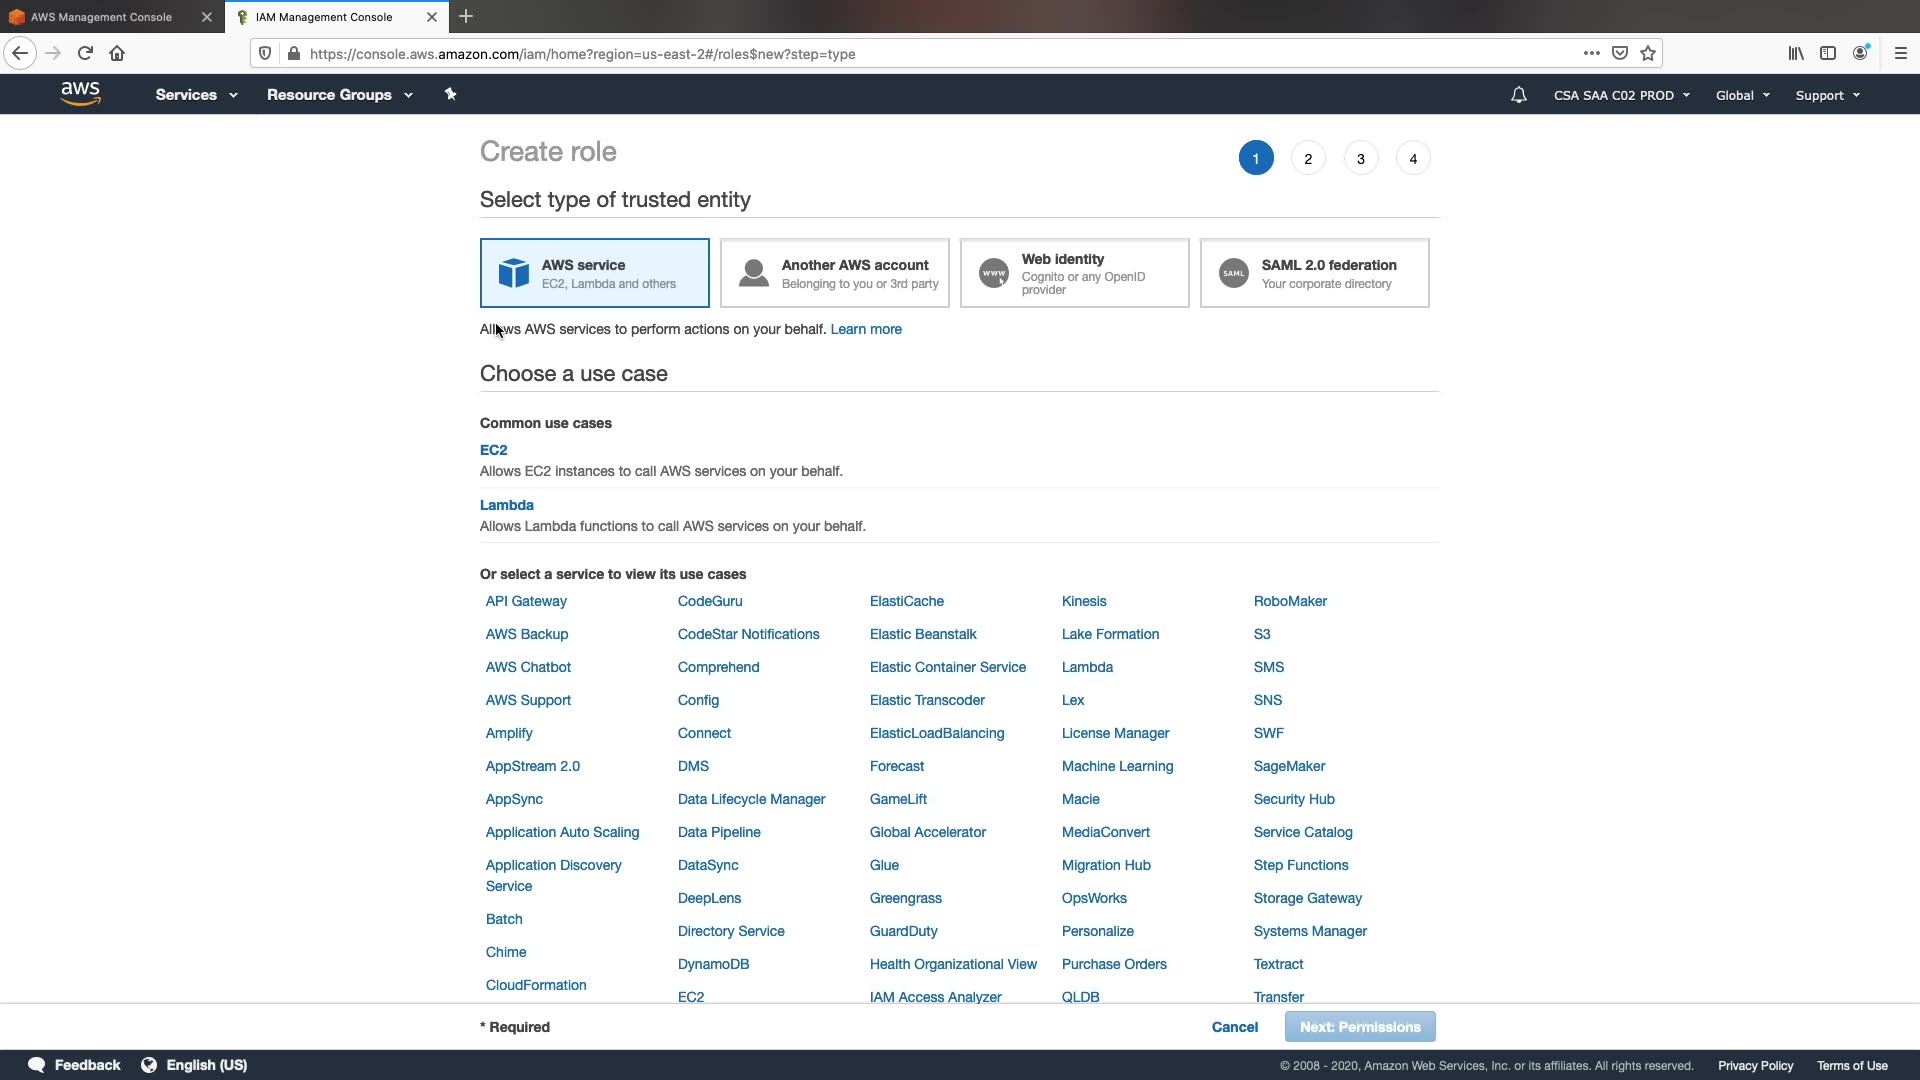 AWS Management Console
IAM Management Console
https://console.aws.amazon.com/iam/home?region=us-east-2#/roles$new?step=type
aws
Services
Resource Groups
CSA SAA C02 PROD
Global
Support
Create role
1
2
3
4
Select type of trusted entity
AWS service
EC2, Lambda and others
Another AWS account
Belonging to you or 3rd party
WWW
Web identity
Cognito or any OpenID
provider
SAML
SAML 2.0 federation
Your corporate directory
Allows AWS services to perform actions on your behalf. Learn more
Choose a use case
Common use cases
EC2
Allows EC2 instances to call AWS services on your behalf.
Lambda
Allows Lambda functions to call AWS services on your behalf.
Or select a service to view its use cases
API Gateway
AWS Backup
AWS Chatbot
AWS Support
Amplify
AppStream 2.0
AppSync
Application Auto Scaling
Application Discovery
Service
Batch
Chime
CloudFormation
CodeGuru
CodeStar Notifications
Comprehend
Config
Connect
DMS
Data Lifecycle Manager
Data Pipeline
DataSync
DeepLens
Directory Service
DynamoDB
EC2
ElastiCache
Elastic Beanstalk
Elastic Container Service
Elastic Transcoder
ElasticLoadBalancing
Forecast
GameLift
Global Accelerator
Glue
Greengrass
GuardDuty
Health Organizational View
IAM Access Analyzer
Kinesis
Lake Formation
Lambda
Lex
License Manager
Machine Learning
Macie
MediaConvert
Migration Hub
OpsWorks
Personalize
Purchase Orders
QLDB
RoboMaker
S3
SMS
SNS
SWF
SageMaker
Security Hub
Service Catalog
Step Functions
Storage Gateway
Systems Manager
Textract
Transfer
* Required
Cancel
Next: Permissions
Feedback
English (US)
© 2008 - 2020, Amazon Web Services, Inc. or its affiliates. All rights reserved.
Privacy Policy
Terms of Use